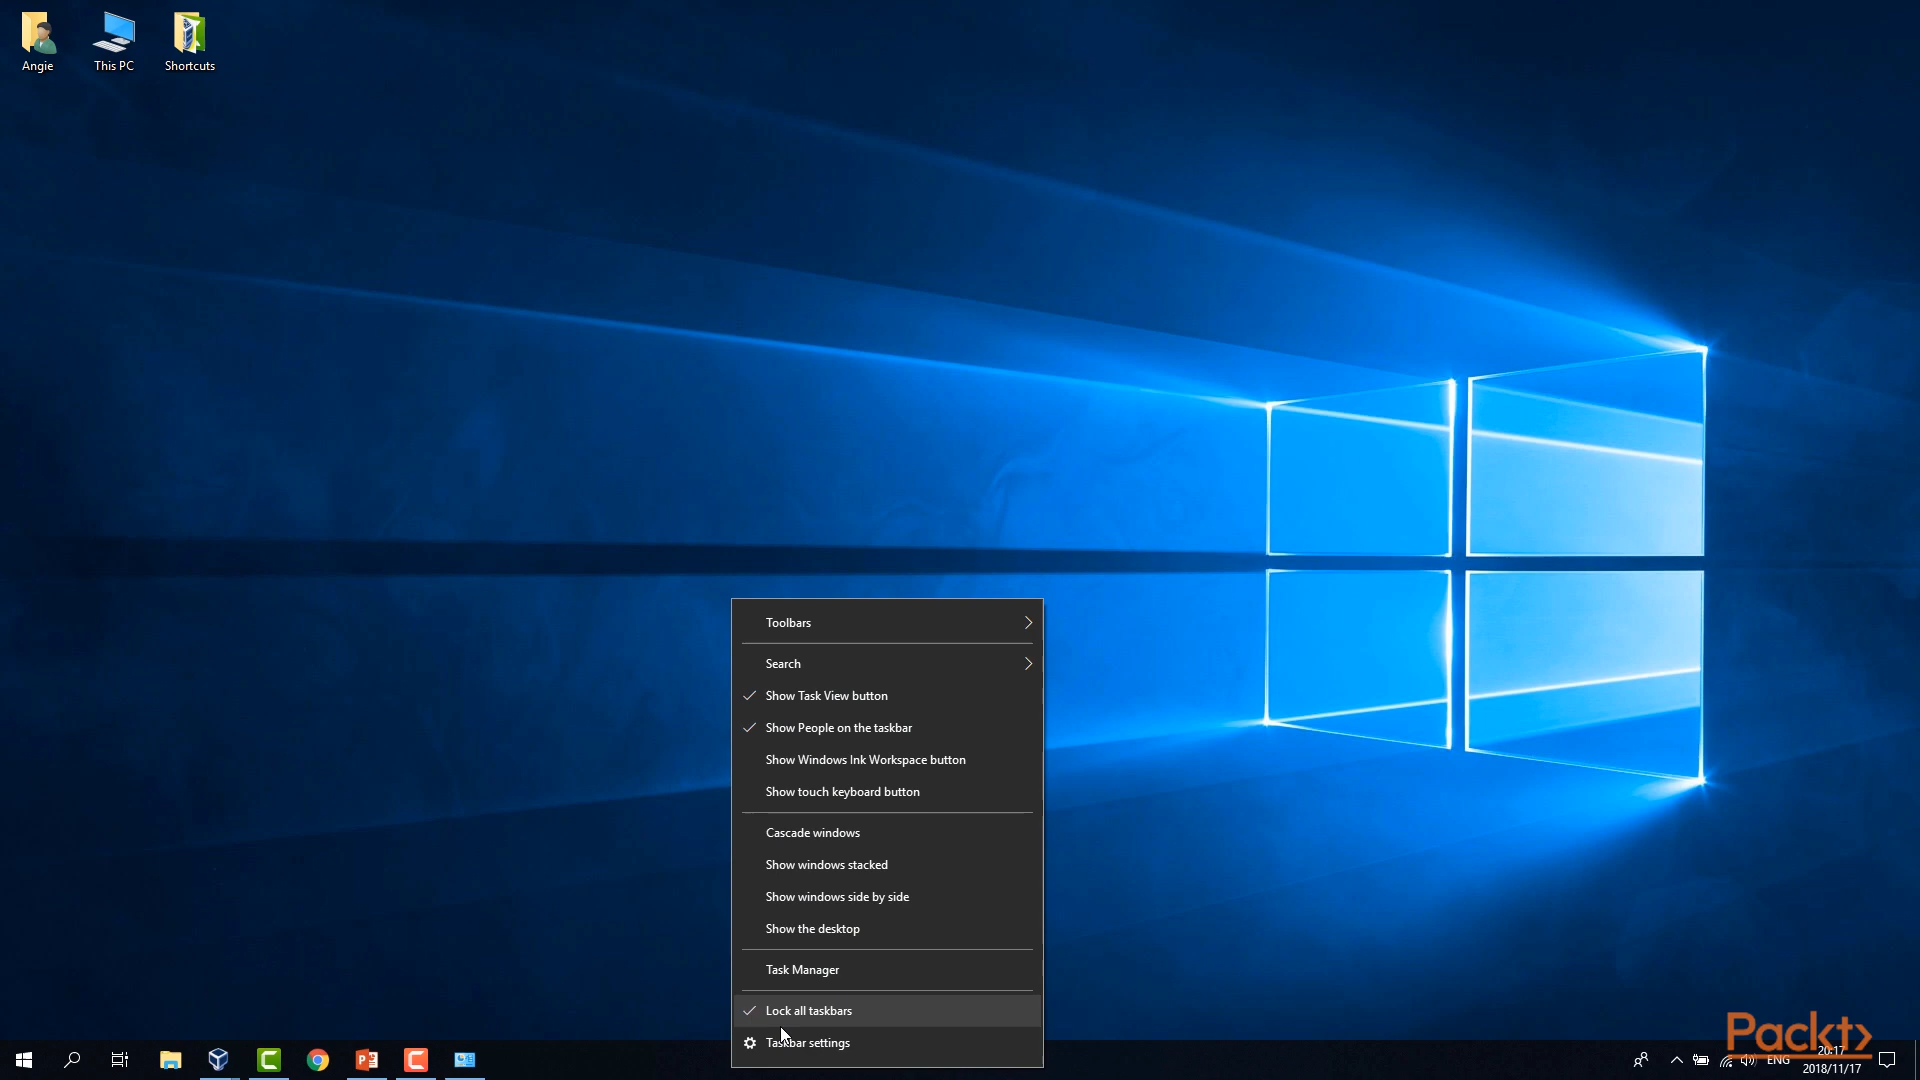 Angie
This PC
Shortcuts
Toolbars
Search
Show Task View button
Show People on the taskbar
Show Windows Ink Workspace button
Show touch keyboard button
Cascade windows
Show windows stacked
Show windows side by side
Show the desktop
Task Manager
Lock all taskbars
Taskbar settings
Packt
ENG
20:17
2018/11/17